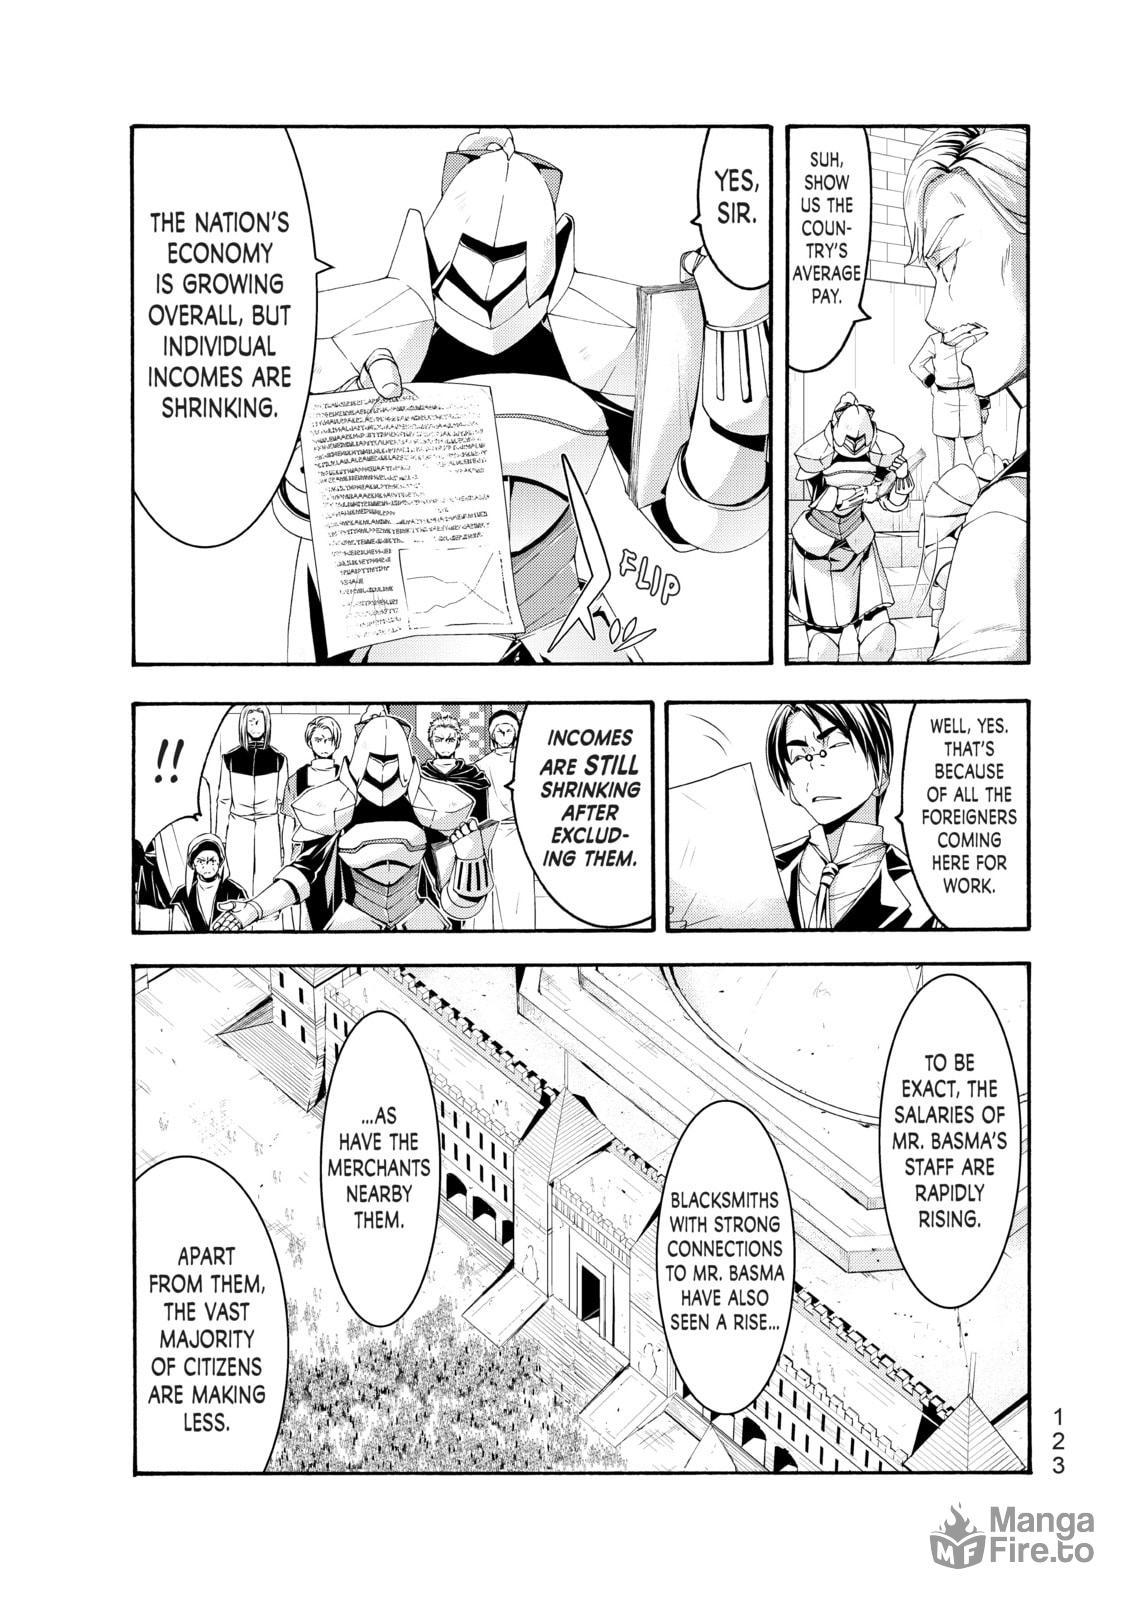 SUH,
SHOW
US THE
COUN-
TRY'S
AVERAGE
PAY.
YES,
SIR.
THE NATION'S
ECONOMY
IS GROWING
OVERALL, BUT
INDIVIDUAL
INCOMES ARE
SHRINKING.
FLIP
WELL, YES.
THAT'S
BECAUSE
OF ALL THE
FOREIGNERS
COMING
HERE FOR
WORK.
INCOMES
ARE STILL
SHRINKING
AFTER
EXCLUD-
ING THEM.
!!
TO BE
EXACT, THE
SALARIES OF
MR. BASMA'S
STAFF ARE
RAPIDLY
RISING.
BLACKSMITHS
WITH STRONG
CONNECTIONS
TO MR. BASMA
HAVE ALSO
SEEN A RISE...
...AS
HAVE THE
MERCHANTS
NEARBY
THEM.
APART
FROM THEM,
THE VAST
MAJORITY
OF CITIZENS
ARE MAKING
LESS.
123
MF
Manga
Fire.to